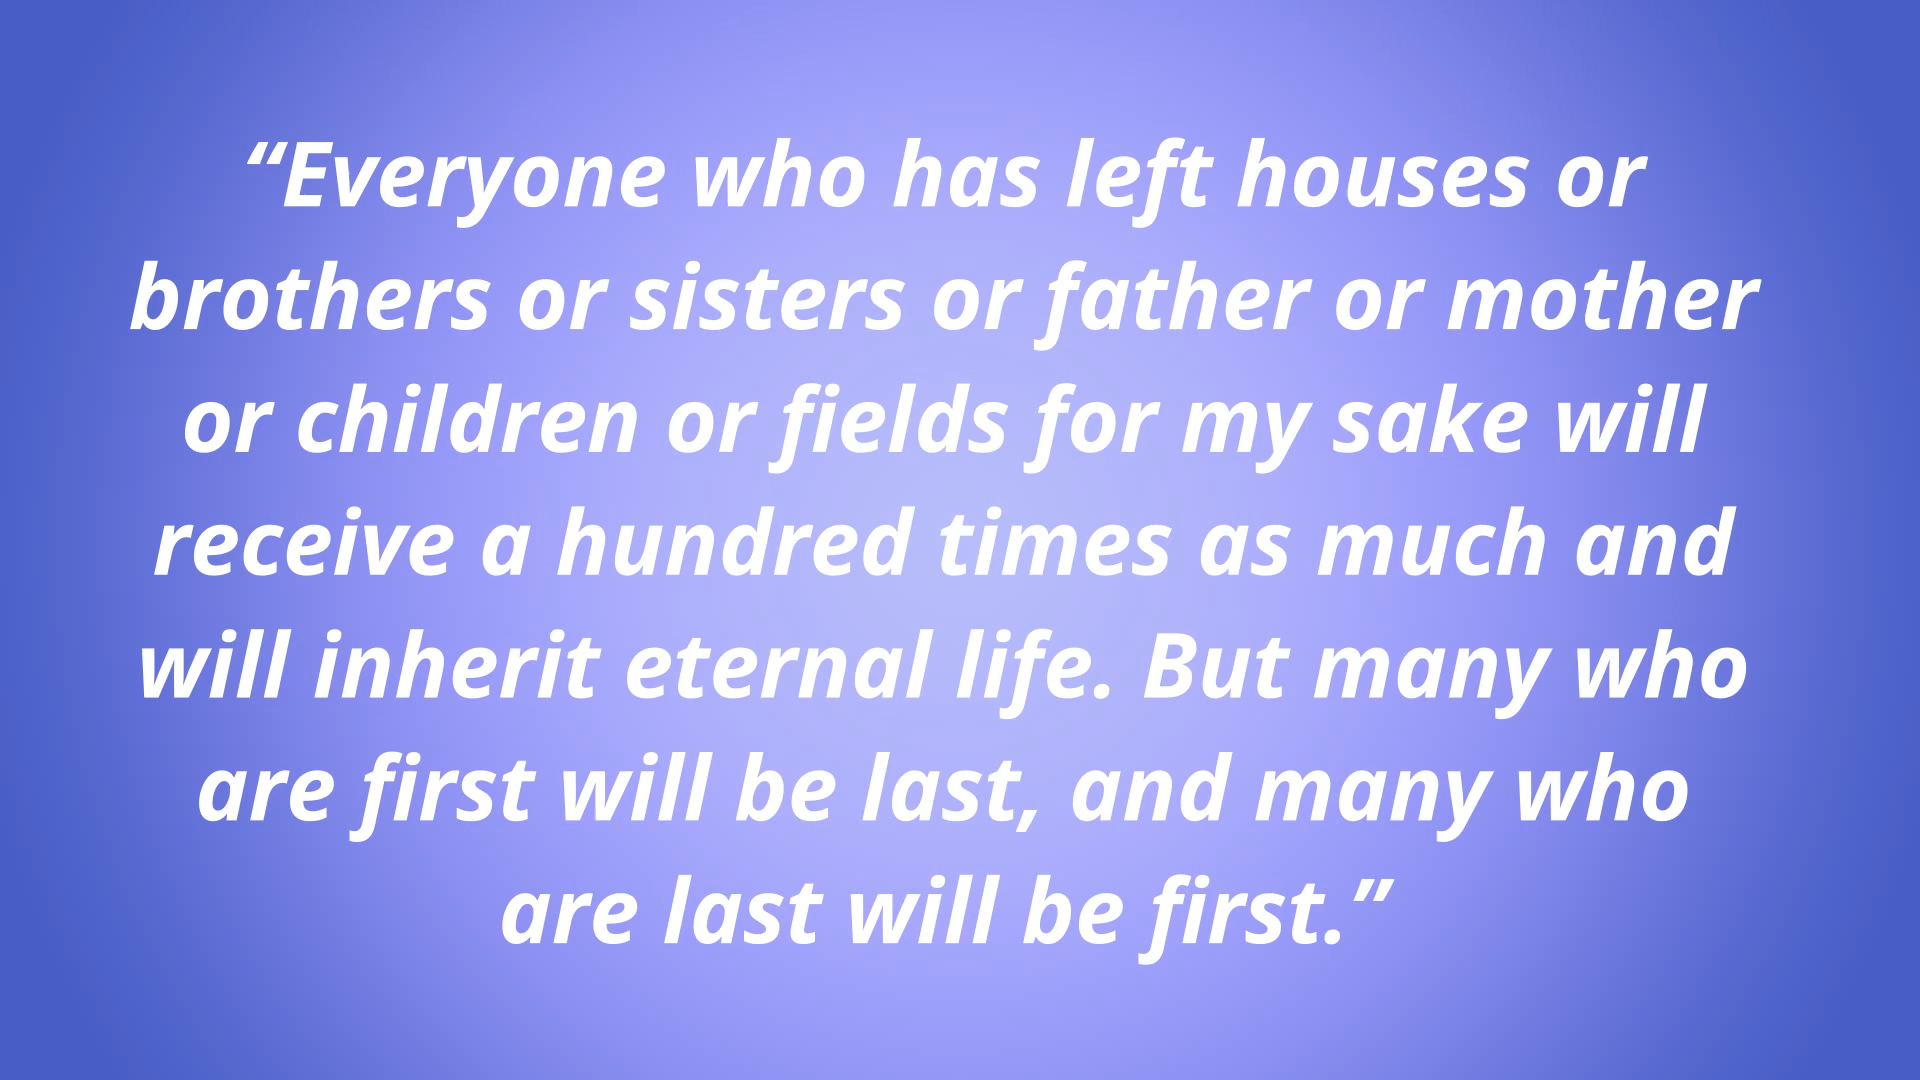 “Everyone who has left houses or
brothers or sisters or father or mother
or children or fields for my sake will
receive a hundred times as much and
will inherit eternal life. But many who
are first will be last, and many who
are last will be first.”